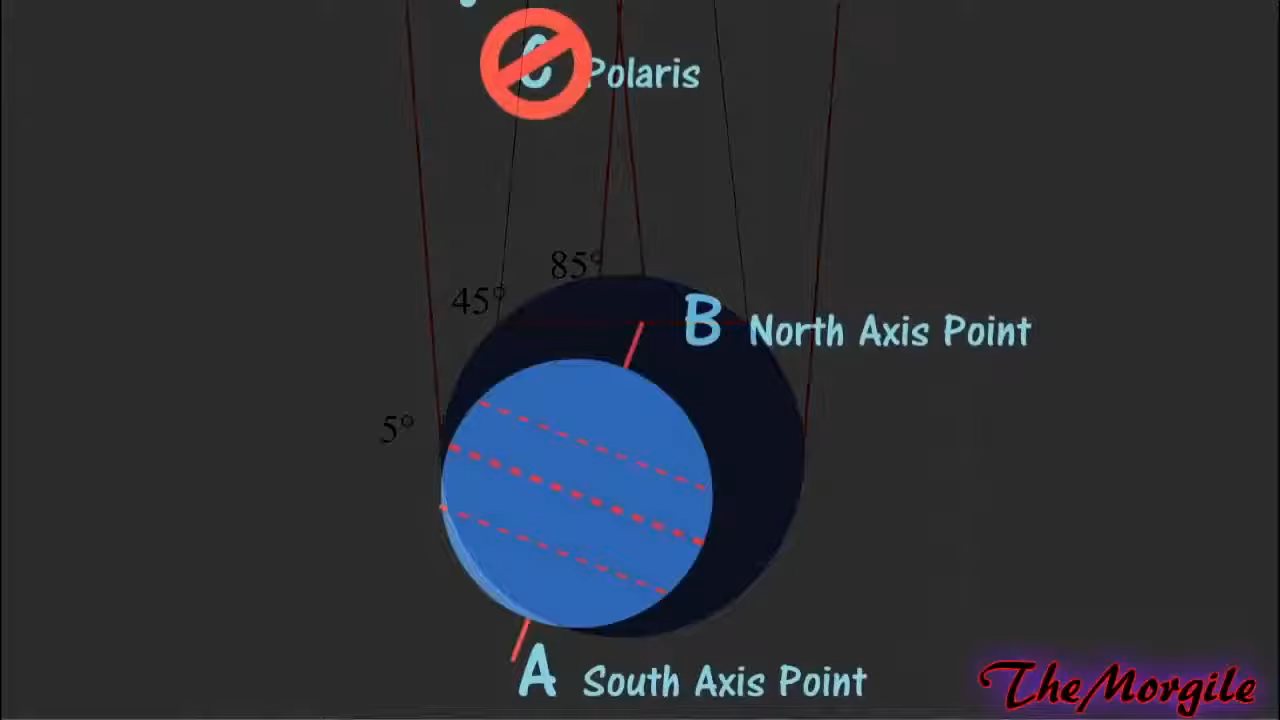 C Polaris
85°
45°
B North Axis Point
5°
A South Axis Point
TheMorgile